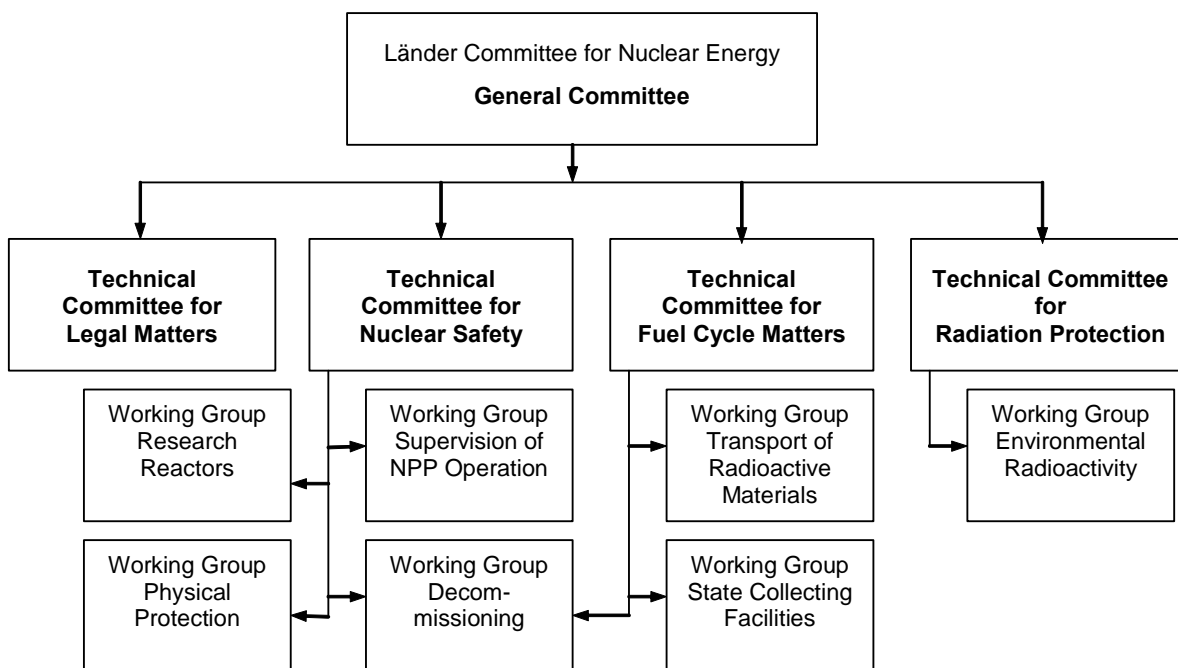 Länder Committee for Nuclear Energy
General Committee
Technical
Committee for
Legal Matters
Technical
Committee for
Nuclear Safety
Technical
Committee for
Fuel Cycle Matters
Technical Committee
for
Radiation Protection
Working Group
Research
Reactors
Working Group
Supervision of
NPP Operation
Working Group
Transport of
Radioactive
Materials
Working Group
Environmental
Radioactivity
Working Group
Physical
Protection
Working Group
Decom-
missioning
Working Group
State Collecting
Facilities